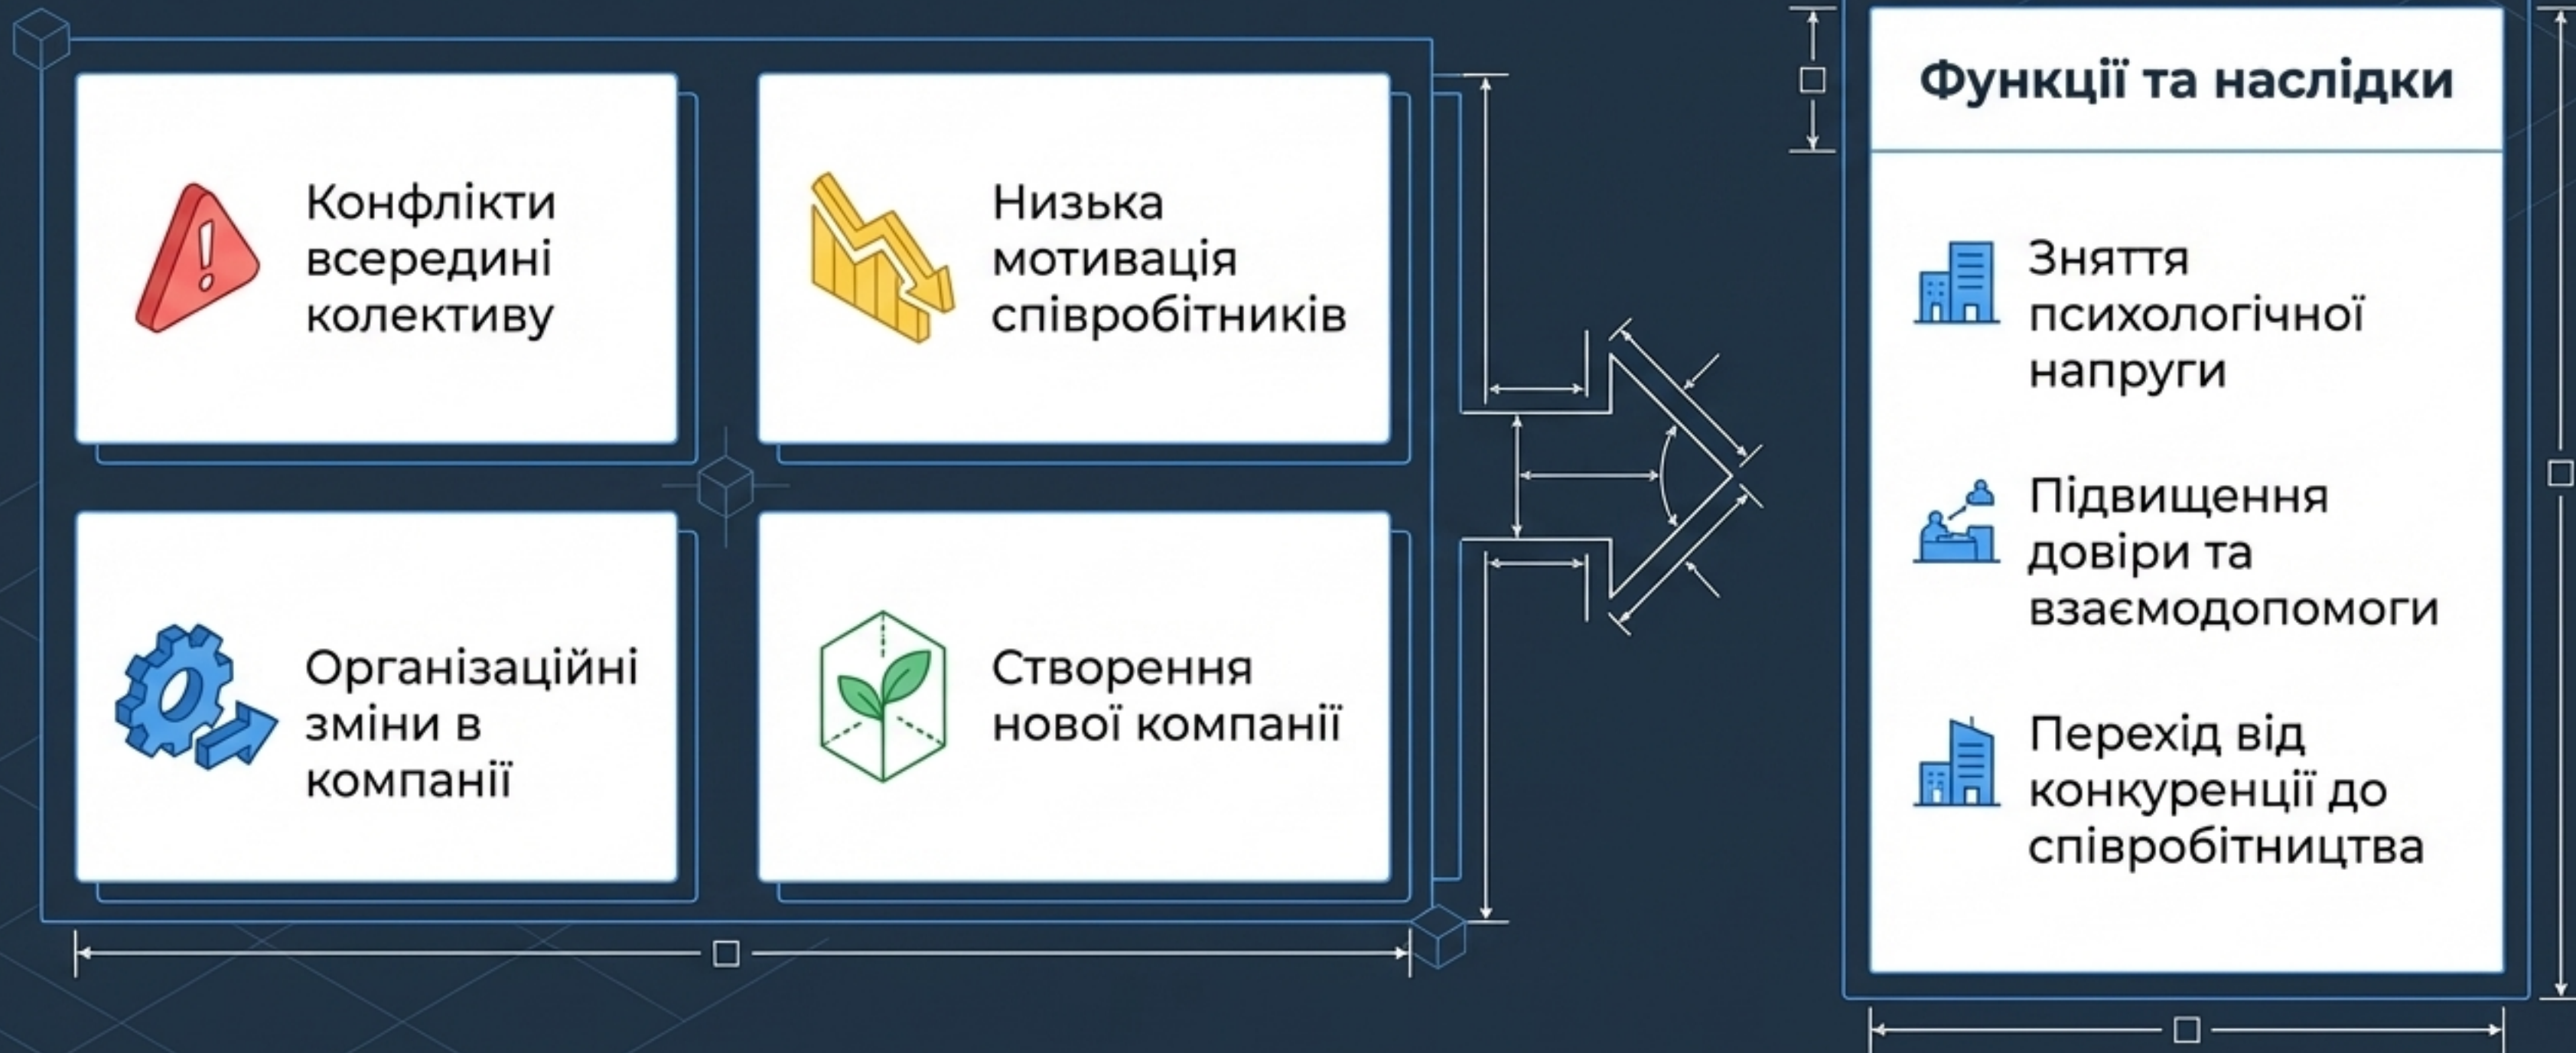 Конфлікти
всередині
колективу
Низька
мотивація
співробітників
Організаційні
зміни в
компанії
Створення
нової компанії
Функції та наслідки
Зняття
психологічної
напруги
Підвищення
довіри та
взаємодопомоги
Перехід від
конкуренції до
співробітництва